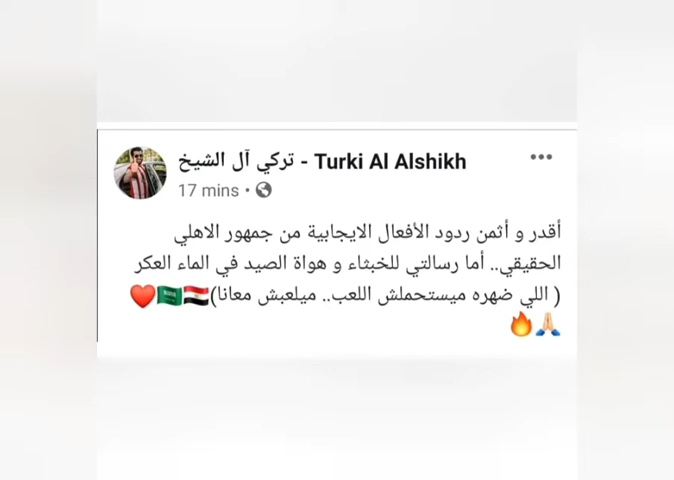 تركي آل الشيخ - Turki Al Alshikh
17 mins
أقدر و أثمن ردود الأفعال الايجابية من جمهور الاهلي
الحقيقي.. أما رسالتي للخبثاء و هواة الصيد في الماء العكر
( اللي ضهره ميستحملش اللعب.. ميلعبش معانا)🇪🇬🇸🇦❤️
🙏🏻🔥